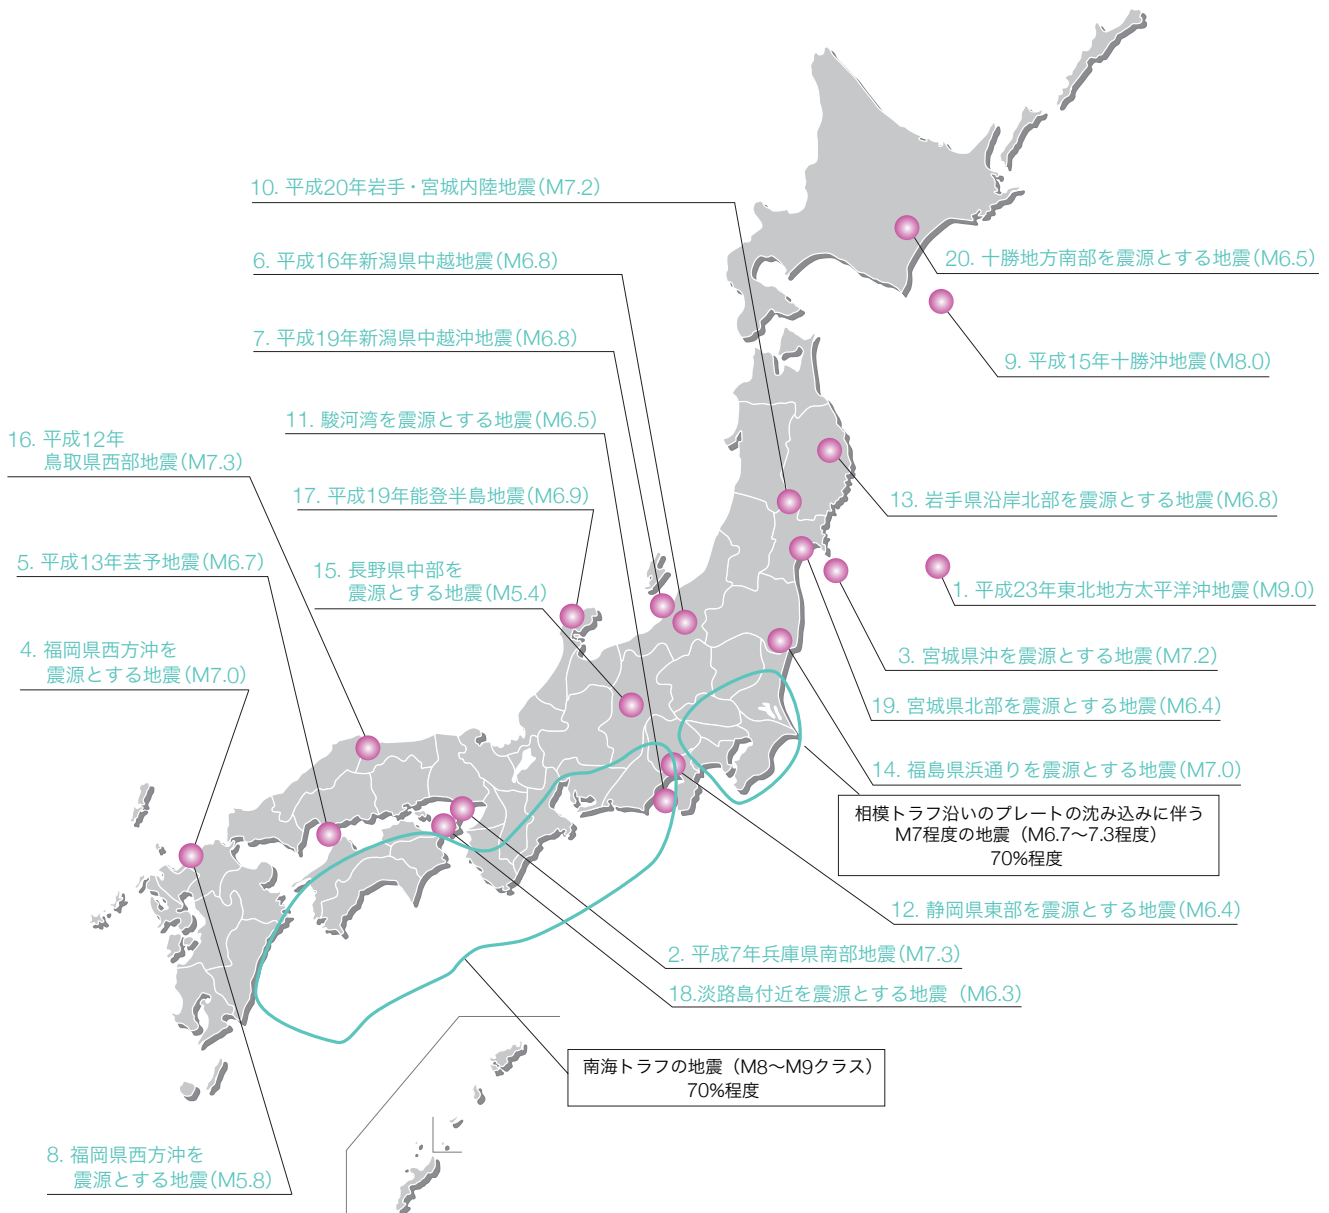 10. 平成20年岩手・宮城内陸地震(M7.2)
6. 平成16年新潟県中越地震(M6.8)
20. 十勝地方南部を震源とする地震(M6.5)
7. 平成19年新潟県中越沖地震(M6.8)
9. 平成15年十勝沖地震(M8.0)
11. 駿河湾を震源とする地震(M6.5)
16. 平成12年
鳥取県西部地震(M7.3)
17. 平成19年能登半島地震(M6.9)
13. 岩手県沿岸北部を震源とする地震(M6.8)
5. 平成13年芸予地震(M6.7)
15. 長野県中部を
震源とする地震(M5.4)
1. 平成23年東北地方太平洋沖地震(M9.0)
4. 福岡県西方沖を
震源とする地震(M7.0)
3. 宮城県沖を震源とする地震(M7.2)
19. 宮城県北部を震源とする地震(M6.4)
14. 福島県浜通りを震源とする地震(M7.0)
相模トラフ沿いのプレートの沈み込みに伴う
M7程度の地震（M6.7〜7.3程度）
70%程度
12. 静岡県東部を震源とする地震(M6.4)
2. 平成7年兵庫県南部地震(M7.3)
18.淡路島付近を震源とする地震（M6.3）
南海トラフの地震（M8〜M9クラス）
70%程度
8. 福岡県西方沖を
震源とする地震(M5.8)